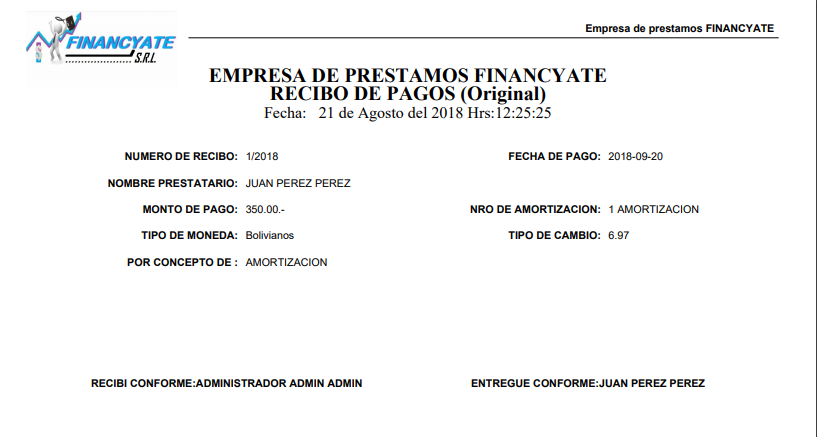 FINANCYATE
S.R.L
Empresa de prestamos FINANCYATE
EMPRESA DE PRESTAMOS FINANCYATE
RECIBO DE PAGOS (Original)
Fecha: 21 de Agosto del 2018 Hrs:12:25:25
NUMERO DE RECIBO: 1/2018 FECHA DE PAGO: 2018-09-20
NOMBRE PRESTATARIO: JUAN PEREZ PEREZ
MONTO DE PAGO: 350.00.- NRO DE AMORTIZACION: 1 AMORTIZACION
TIPO DE MONEDA: Bolivianos TIPO DE CAMBIO: 6.97
POR CONCEPTO DE : AMORTIZACION
RECIBI CONFORME:ADMINISTRADOR ADMIN ADMIN ENTREGUE CONFORME:JUAN PEREZ PEREZ